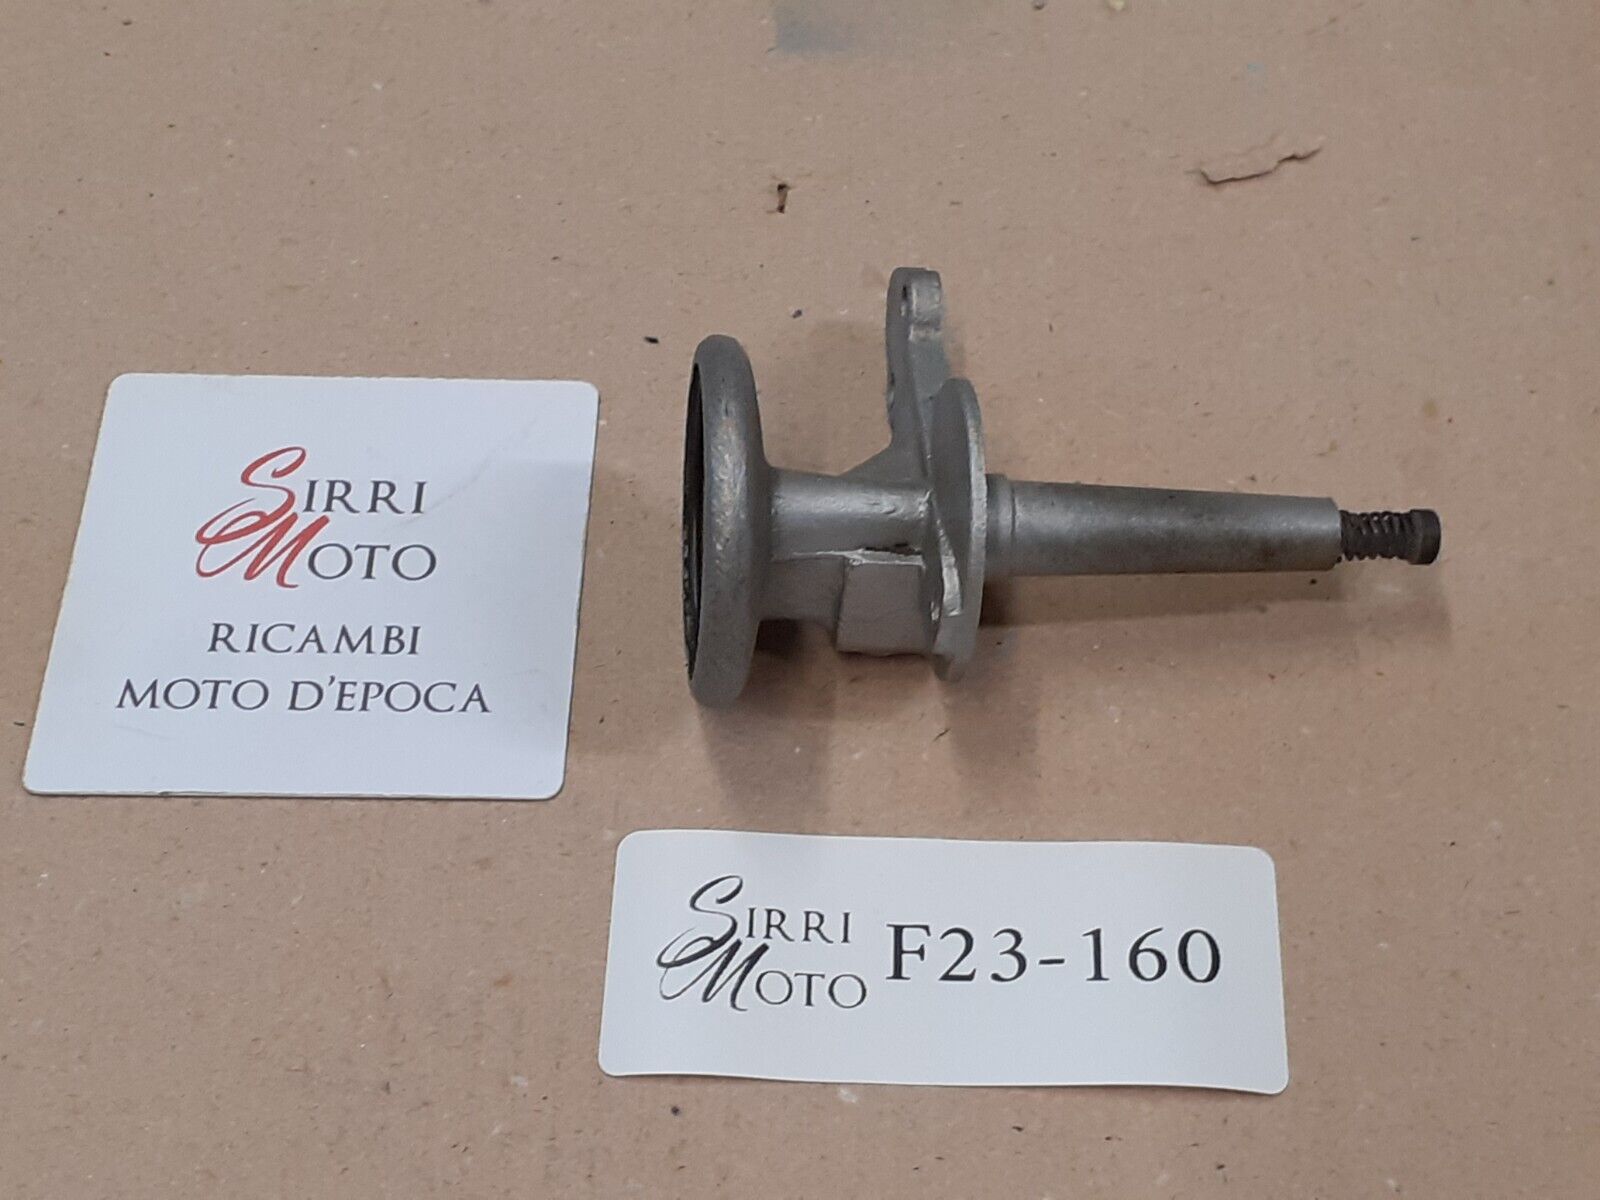 SIRRI
MOTO
RICAMBI
MOTO D'EPOCA
SIRRI
MOTO
F23-160